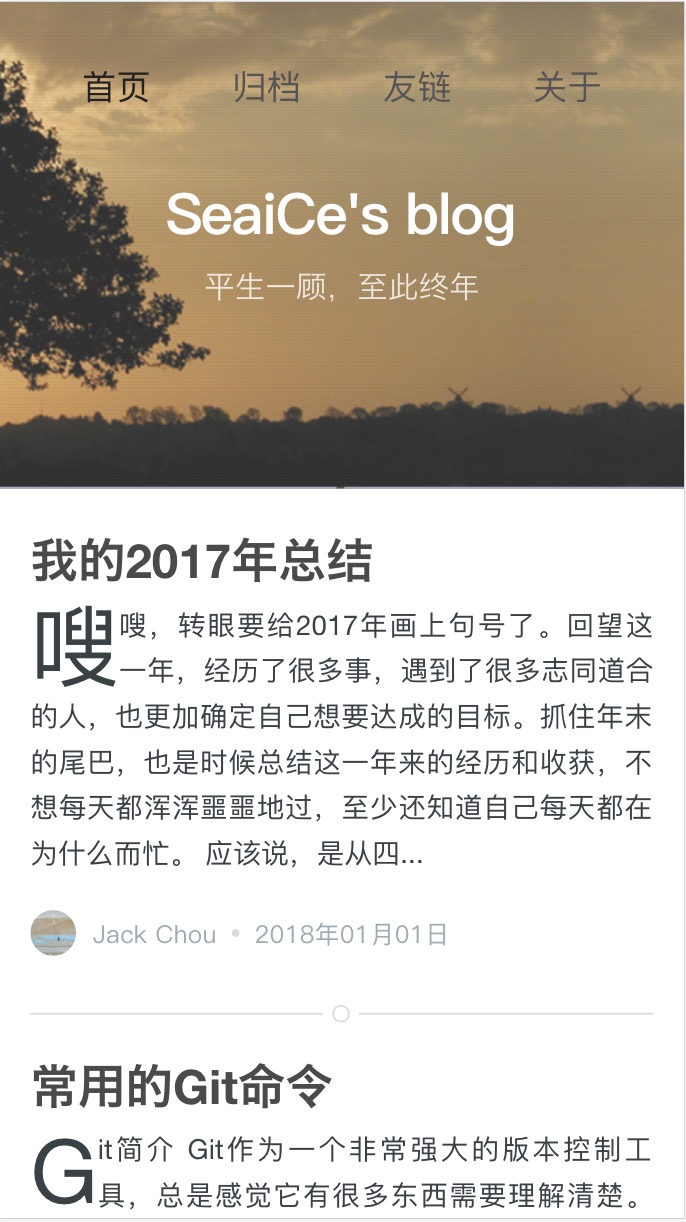 首页 归档 友链 关于
SeaiCe's blog
平生一顾，至此终年
我的2017年总结
嗖嗖，转眼要给2017年画上句号了。回望这
一年，经历了很多事，遇到了很多志同道合
的人，也更加确定自己想要达成的目标。抓住年末
的尾巴，也是时候总结这一年来的经历和收获，不
想每天都浑浑噩噩地过，至少还知道自己每天都在
为什么而忙。 应该说，是从四...
Jack Chou • 2018年01月01日
常用的Git命令
Git简介 Git作为一个非常强大的版本控制工
具，总是感觉它有很多东西需要理解清楚。